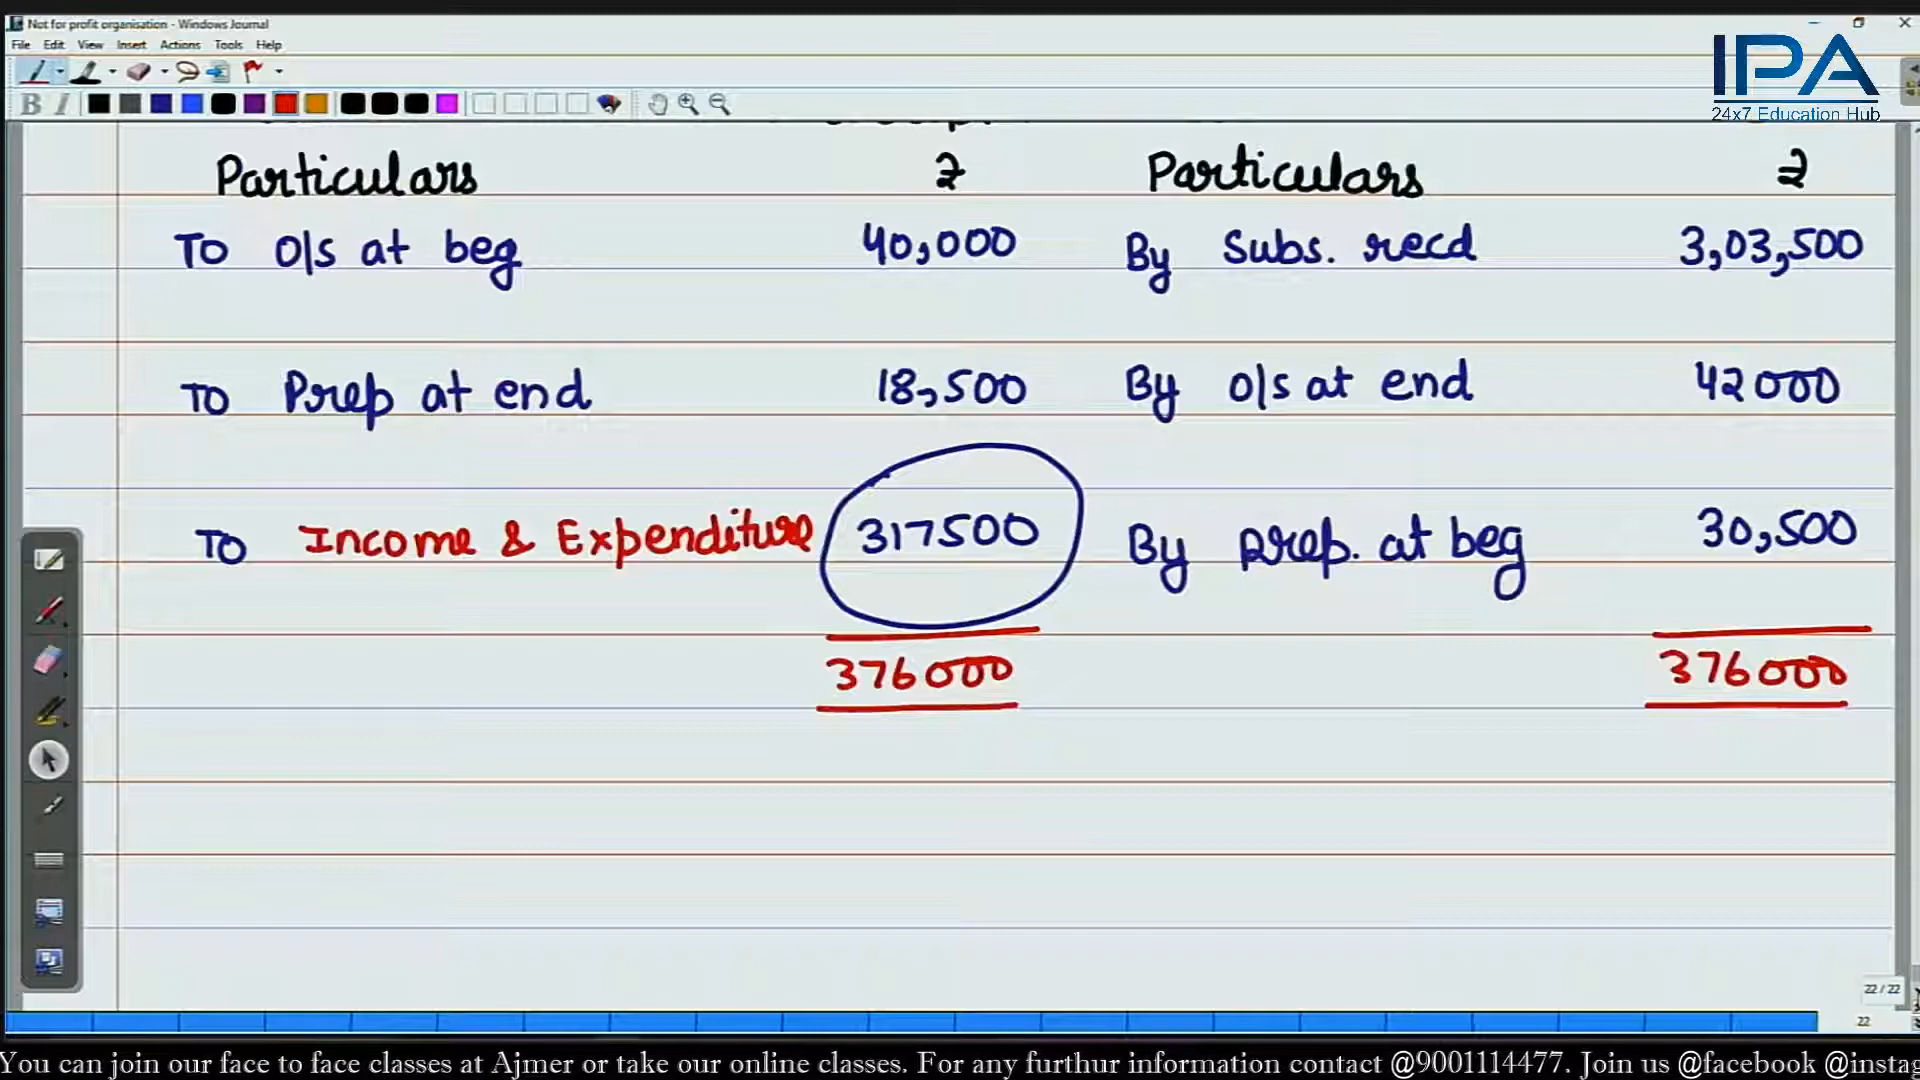 Not for profit organisation - Windows Journal
File Edit View Insert Actions Tools Help
B I
IPA
24x7 Education Hub
Particulars ₹ Particulars ₹
To O/s at beg 40,000 By Subs. recd 3,03,500
To Prep at end 18,500 By O/s at end 42000
To Income & Expenditure 317500 By Prep. at beg 30,500
376000 376000
22 / 22
22
You can join our face to face classes at Ajmer or take our online classes. For any furthur information contact @9001114477. Join us @facebook @instag